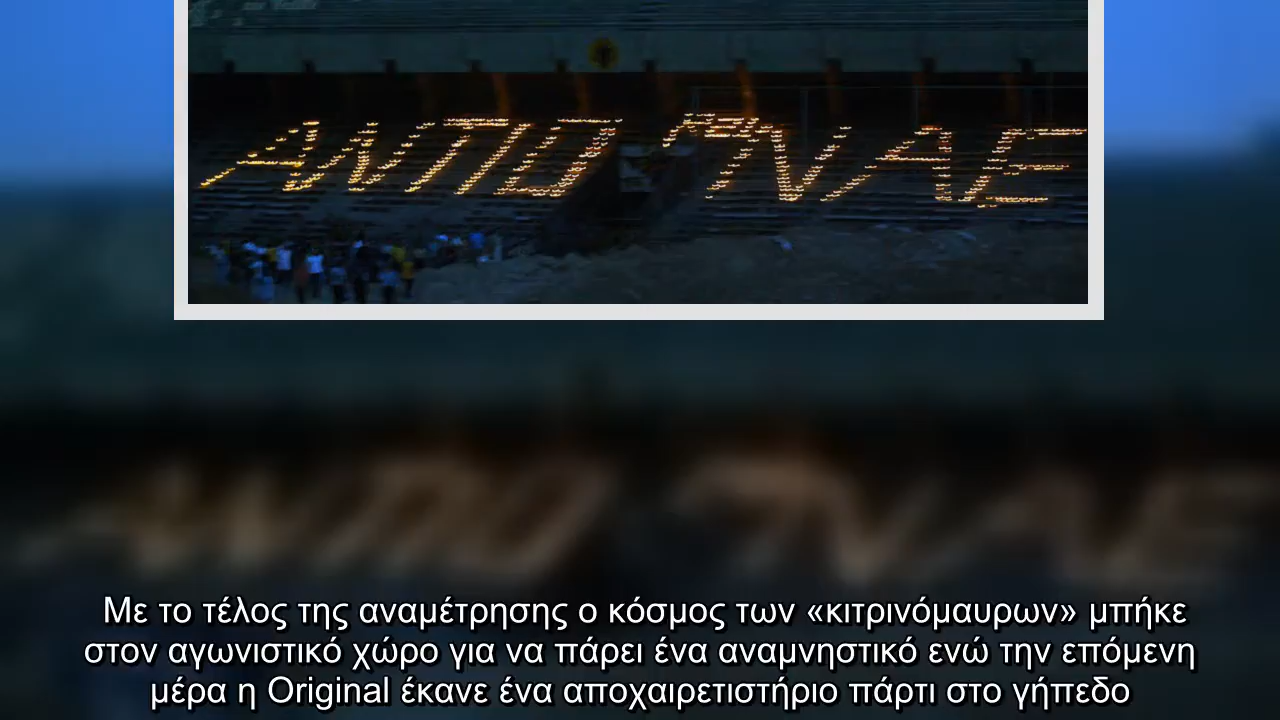 Με το τέλος της αναμέτρησης ο κόσμος των «κιτρινόμαυρων» μπήκε
στον αγωνιστικό χώρο για να πάρει ένα αναμνηστικό ενώ την επόμενη
μέρα η Original έκανε ένα αποχαιρετιστήριο πάρτι στο γήπεδο